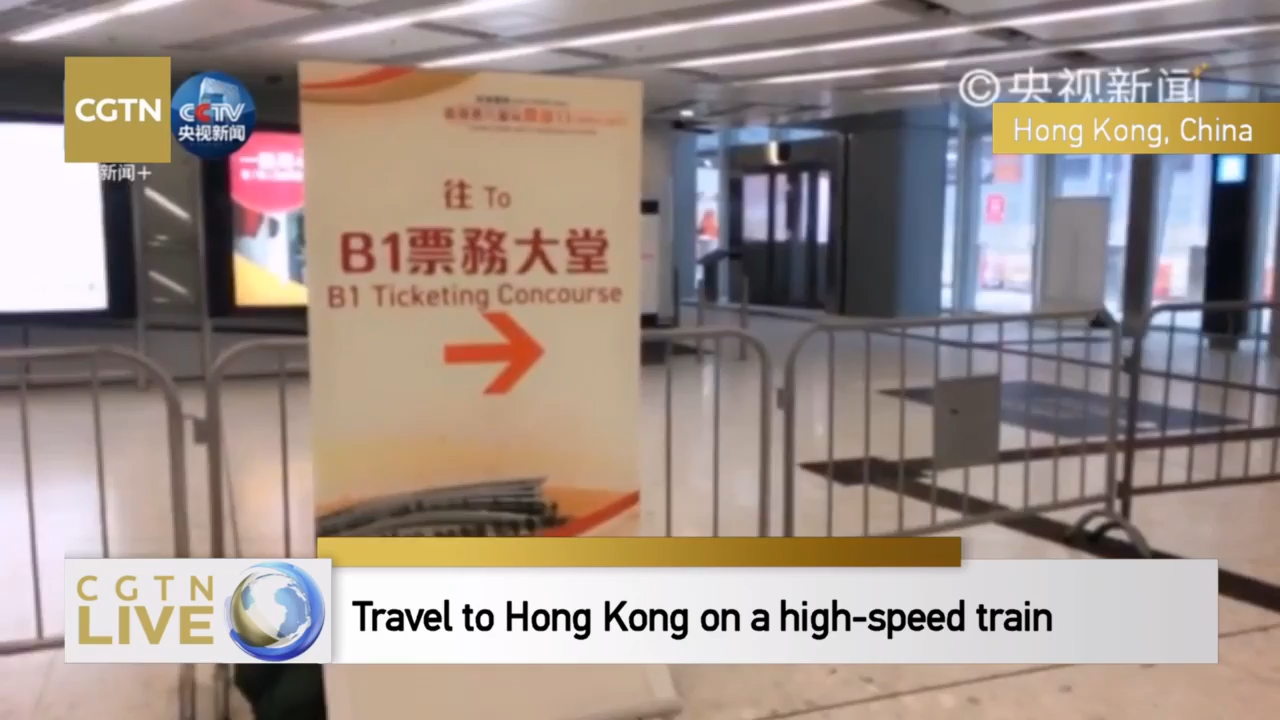 CGTN
CCTV
央视新闻
新闻+
©央视新闻
Hong Kong, China
往 To
B1票務大堂
B1 Ticketing Concourse
CGTN
LIVE
Travel to Hong Kong on a high-speed train